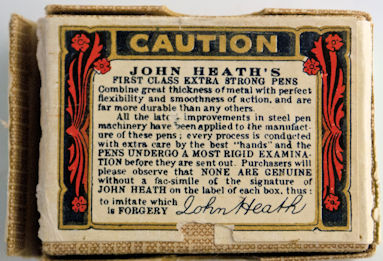 CAUTION
JOHN HEATH'S
FIRST CLASS EXTRA STRONG PENS
Combine great thickness of metal with perfect
flexibility and smoothness of action, and are
far more durable than any others.
All the late improvements in steel pen
machinery have been applied to the manufact-
ure of these pens; every process is conducted
with extra care by the best "hands" and the
PENS UNDERGO A MOST RIGID EXAMINA-
TION before they are sent out. Purchasers will
please observe that NONE ARE GENUINE
without a fac-simile of the signature of
JOHN HEATH on the label of each box, thus:
to imitate which
is FORGERY John Heath